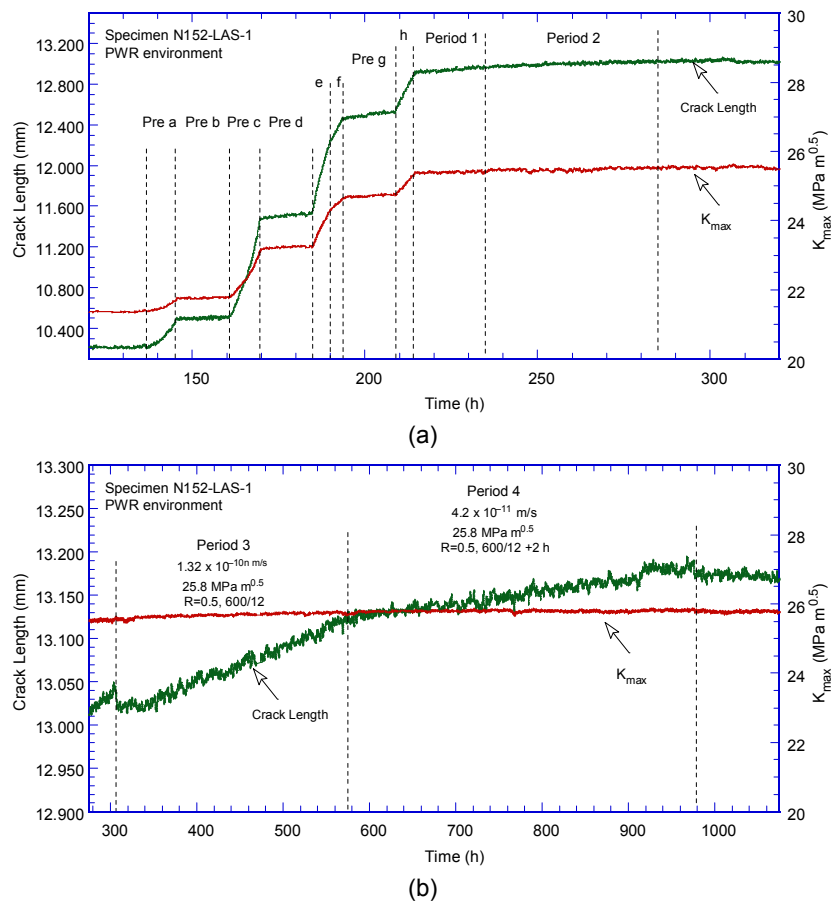 Specimen N152-LAS-1
PWR environment
Pre a
Pre b
Pre c
Pre d
e
f
Pre g
h
Period 1
Period 2
Crack Length
Kmax
Crack Length (mm)
13.200
12.800
12.400
12.000
11.600
11.200
10.800
10.400
Kmax (MPa m0.5)
30
28
26
24
22
20
150
200
250
300
Time (h)
(a)
Specimen N152-LAS-1
PWR environment
Period 3
1.32 x 10–10n m/s
25.8 MPa m0.5
R=0.5, 600/12
Period 4
4.2 x 10–11 m/s
25.8 MPa m0.5
R=0.5, 600/12 +2 h
Crack Length
Kmax
Crack Length (mm)
13.300
13.250
13.200
13.150
13.100
13.050
13.000
12.950
12.900
Kmax (MPa m0.5)
30
28
26
24
22
20
300
400
500
600
700
800
900
1000
Time (h)
(b)